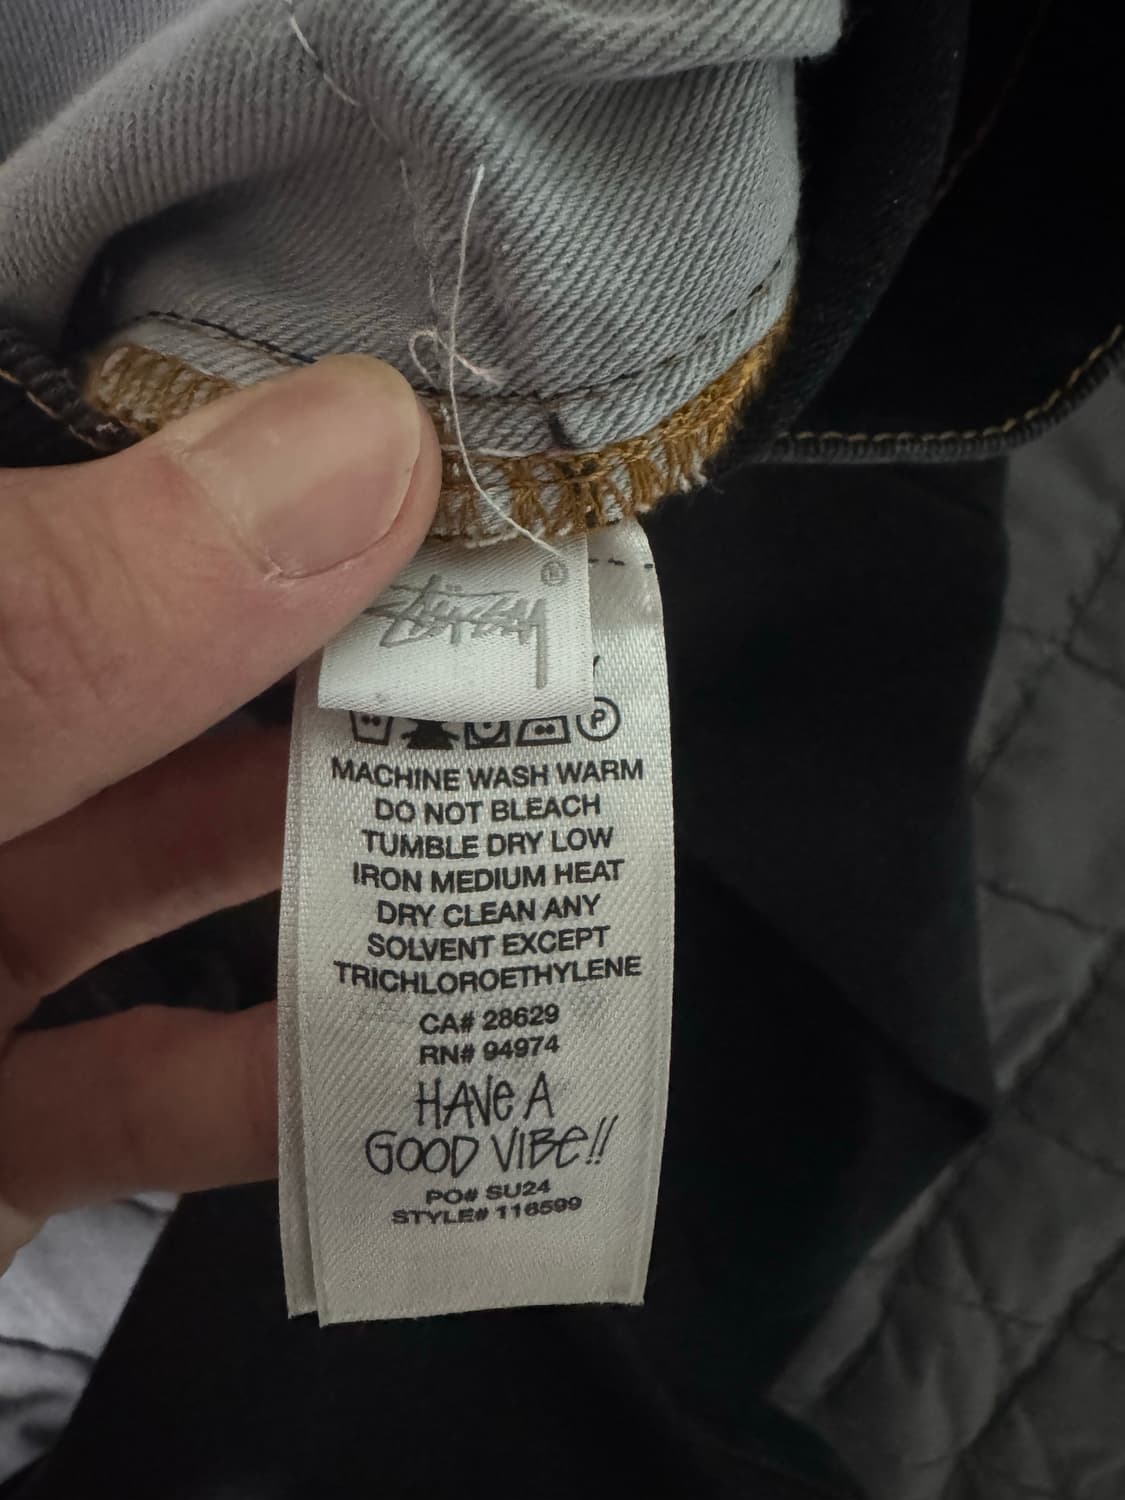 Stüssy ®
P
MACHINE WASH WARM
DO NOT BLEACH
TUMBLE DRY LOW
IRON MEDIUM HEAT
DRY CLEAN ANY
SOLVENT EXCEPT
TRICHLOROETHYLENE
CA# 28629
RN# 94974
HAVE A
GOOD VIBE!!
PO# SU24
STYLE# 116599